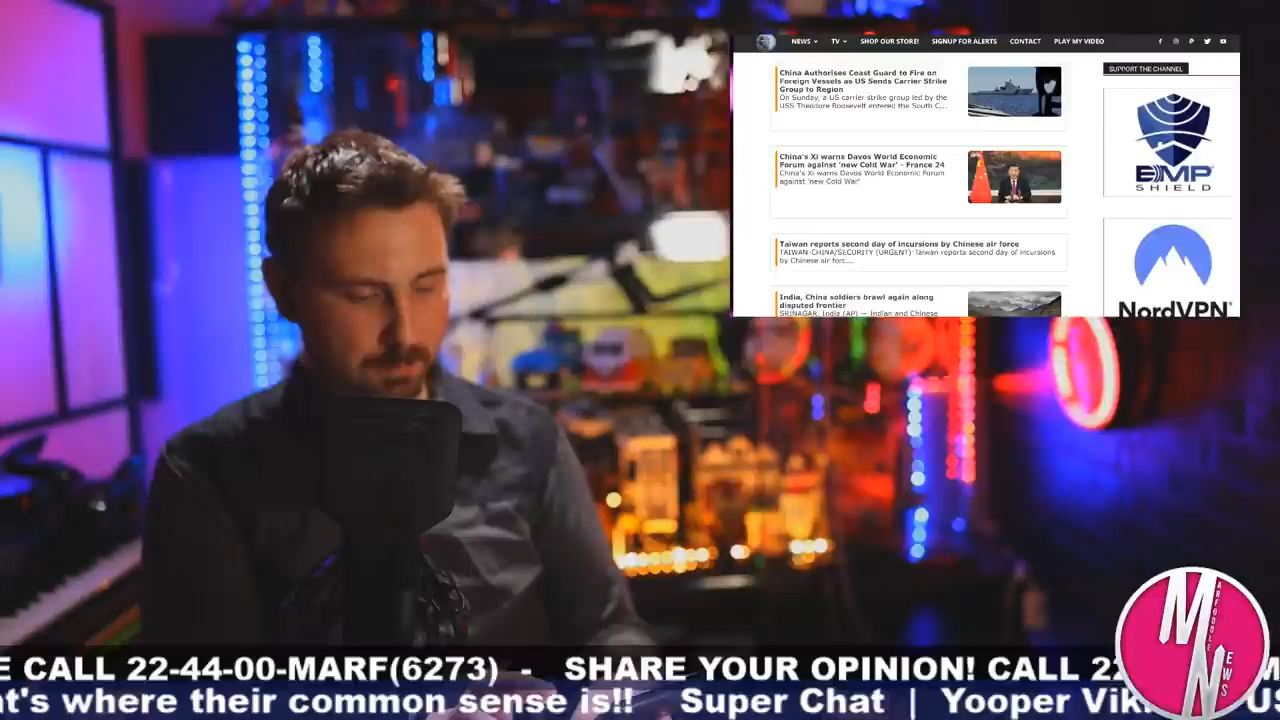 NEWS TV SHOP OUR STORE! SIGNUP FOR ALERTS CONTACT PLAY MY VIDEO
China Authorises Coast Guard to Fire on
Foreign Vessels as US Sends Carrier Strike
Group to Region
On Sunday, a US carrier strike group led by the
USS Theodore Roosevelt entered the South C...
China's Xi warns Davos World Economic
Forum against 'new Cold War' - France 24
China's Xi warns Davos World Economic Forum
against 'new Cold War'
Taiwan reports second day of incursions by Chinese air force
TAIWAN-CHINA/SECURITY (URGENT) Taiwan reports second day of incursions
by Chinese air forc...
India, China soldiers brawl again along
disputed frontier
SRINAGAR, India (AP) — Indian and Chinese
SUPPORT THE CHANNEL
EMP
SHIELD
NordVPN
E CALL 22-44-00-MARF(6273) - SHARE YOUR OPINION! CALL 22
at's where their common sense is!! Super Chat | Yooper Vik US
MN
MARFOOGLE
NEWS